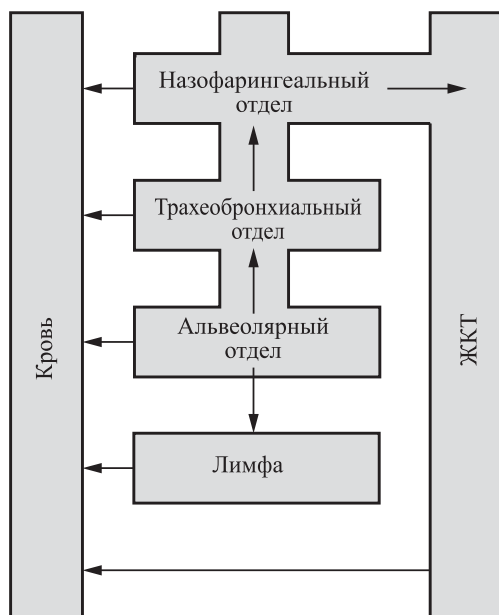 Назофарингеальный
отдел
Трахеобронхиальный
отдел
Альвеолярный
отдел
Лимфа
Кровь
ЖКТ